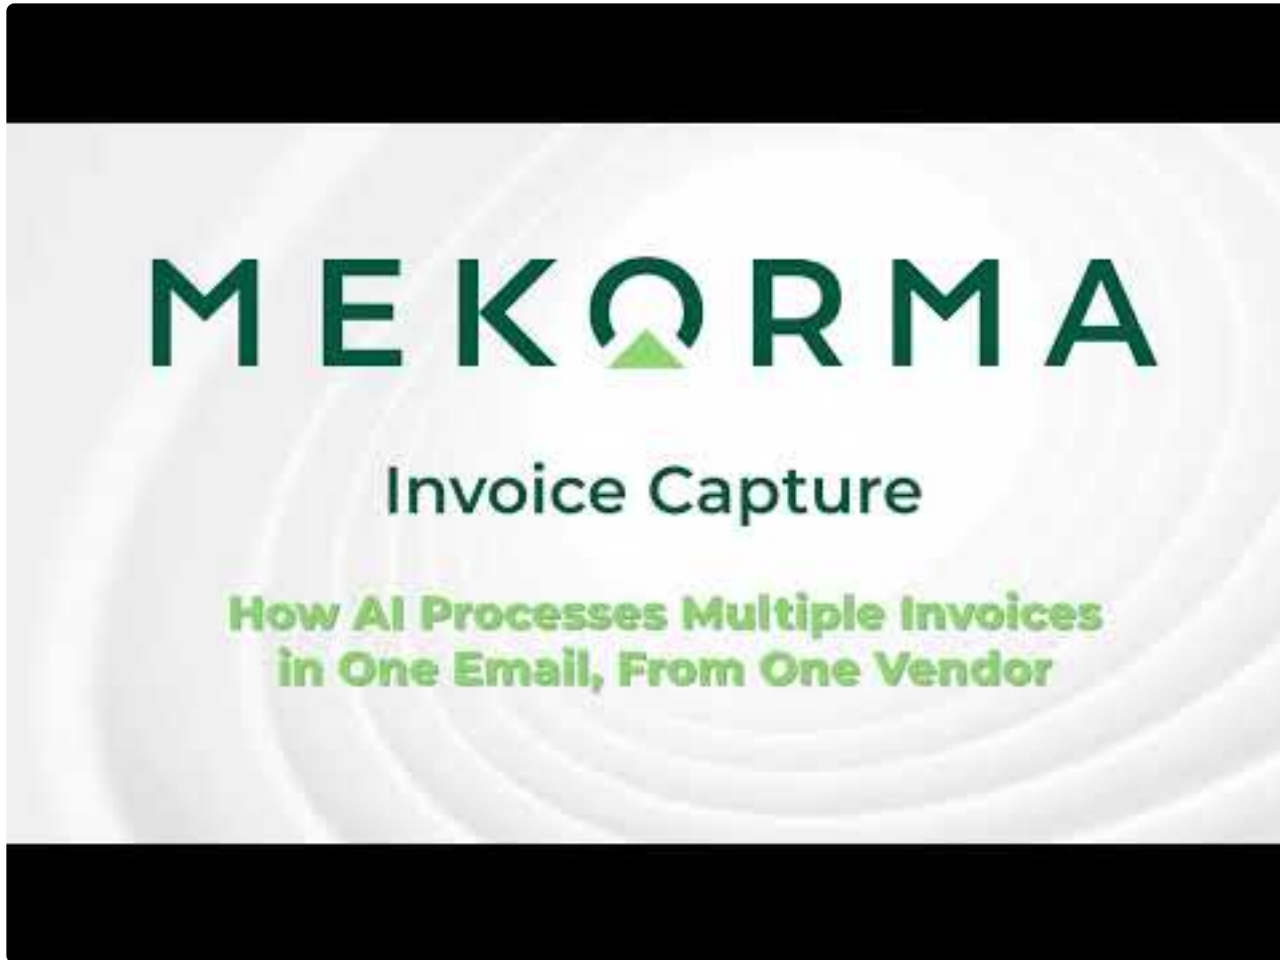 MEKORMA
Invoice Capture
How AI Processes Multiple Invoices
in One Email, From One Vendor